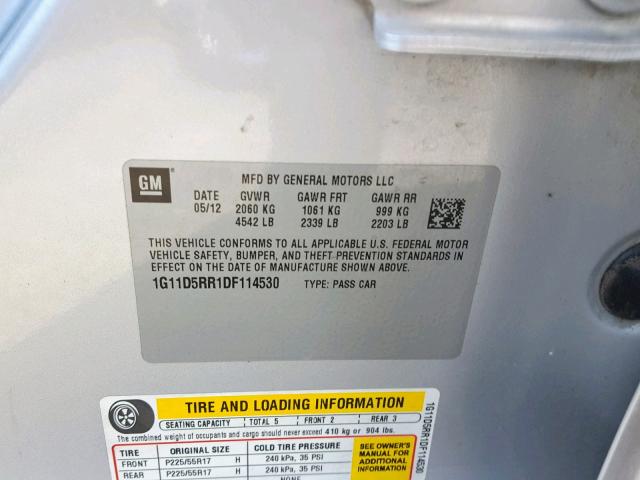 GM
MFD BY GENERAL MOTORS LLC
DATE GVWR GAWR FRT GAWR RR
05/12 2060 KG 1061 KG 999 KG
4542 LB 2339 LB 2203 LB
THIS VEHICLE CONFORMS TO ALL APPLICABLE U.S. FEDERAL MOTOR
VEHICLE SAFETY, BUMPER, AND THEFT PREVENTION STANDARDS IN
EFFECT ON THE DATE OF MANUFACTURE SHOWN ABOVE.
1G11D5RR1DF114530 TYPE: PASS CAR
TIRE AND LOADING INFORMATION
SEATING CAPACITY TOTAL 5 FRONT 2 REAR 3
The combined weight of occupants and cargo should never exceed 410 kg or 904 lbs.
TIRE COLD TIRE PRESSURE
FRONT P225/55R17 H 240 kPa, 35 PSI
REAR P225/55R17 H 240 kPa, 35 PSI
NONE
SEE OWNER'S
MANUAL FOR
ADDITIONAL
INFORMATION
1G11D5RR1DF114530